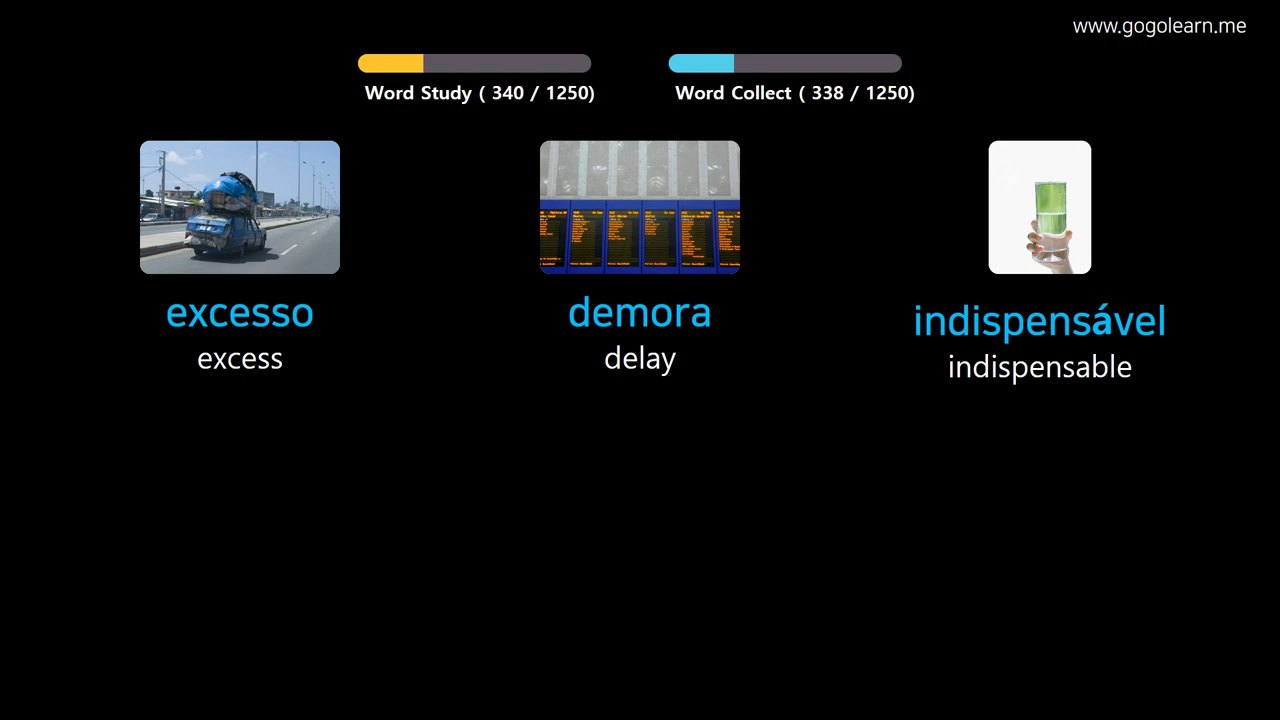 www.gogolearn.me
Word Study ( 340 / 1250)
Word Collect ( 338 / 1250)
excesso
excess
demora
delay
indispensável
indispensable